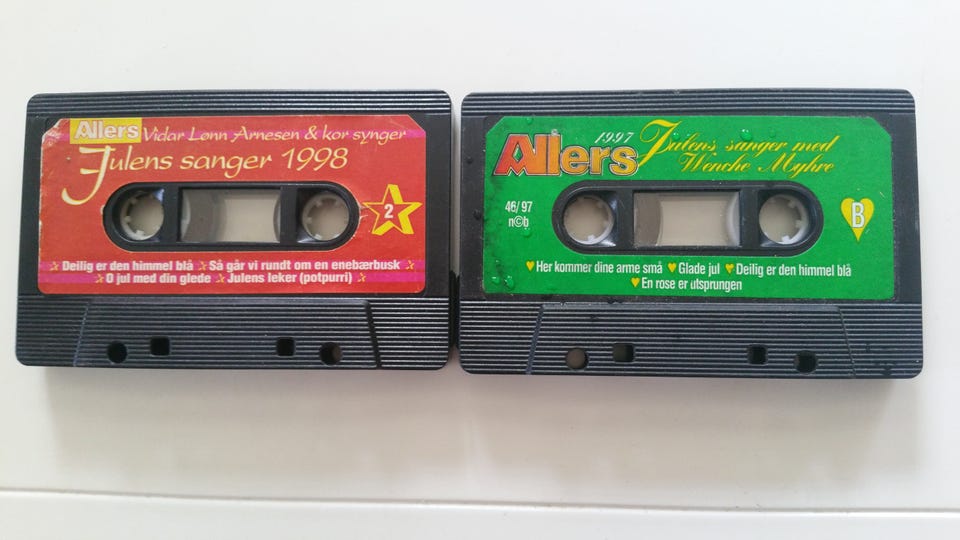 Allers Vidar Lønn Arnesen & kor synger
Julens sanger 1998
2
Deilig er den himmel blå Så går vi rundt om en enebærbusk
O jul med din glede Julens leker (potpurri)
Allers 1997 Julens sanger med
Wenche Myhre
46/97
n©b
B
Her kommer dine arme små Glade jul Deilig er den himmel blå
En rose er utsprungen